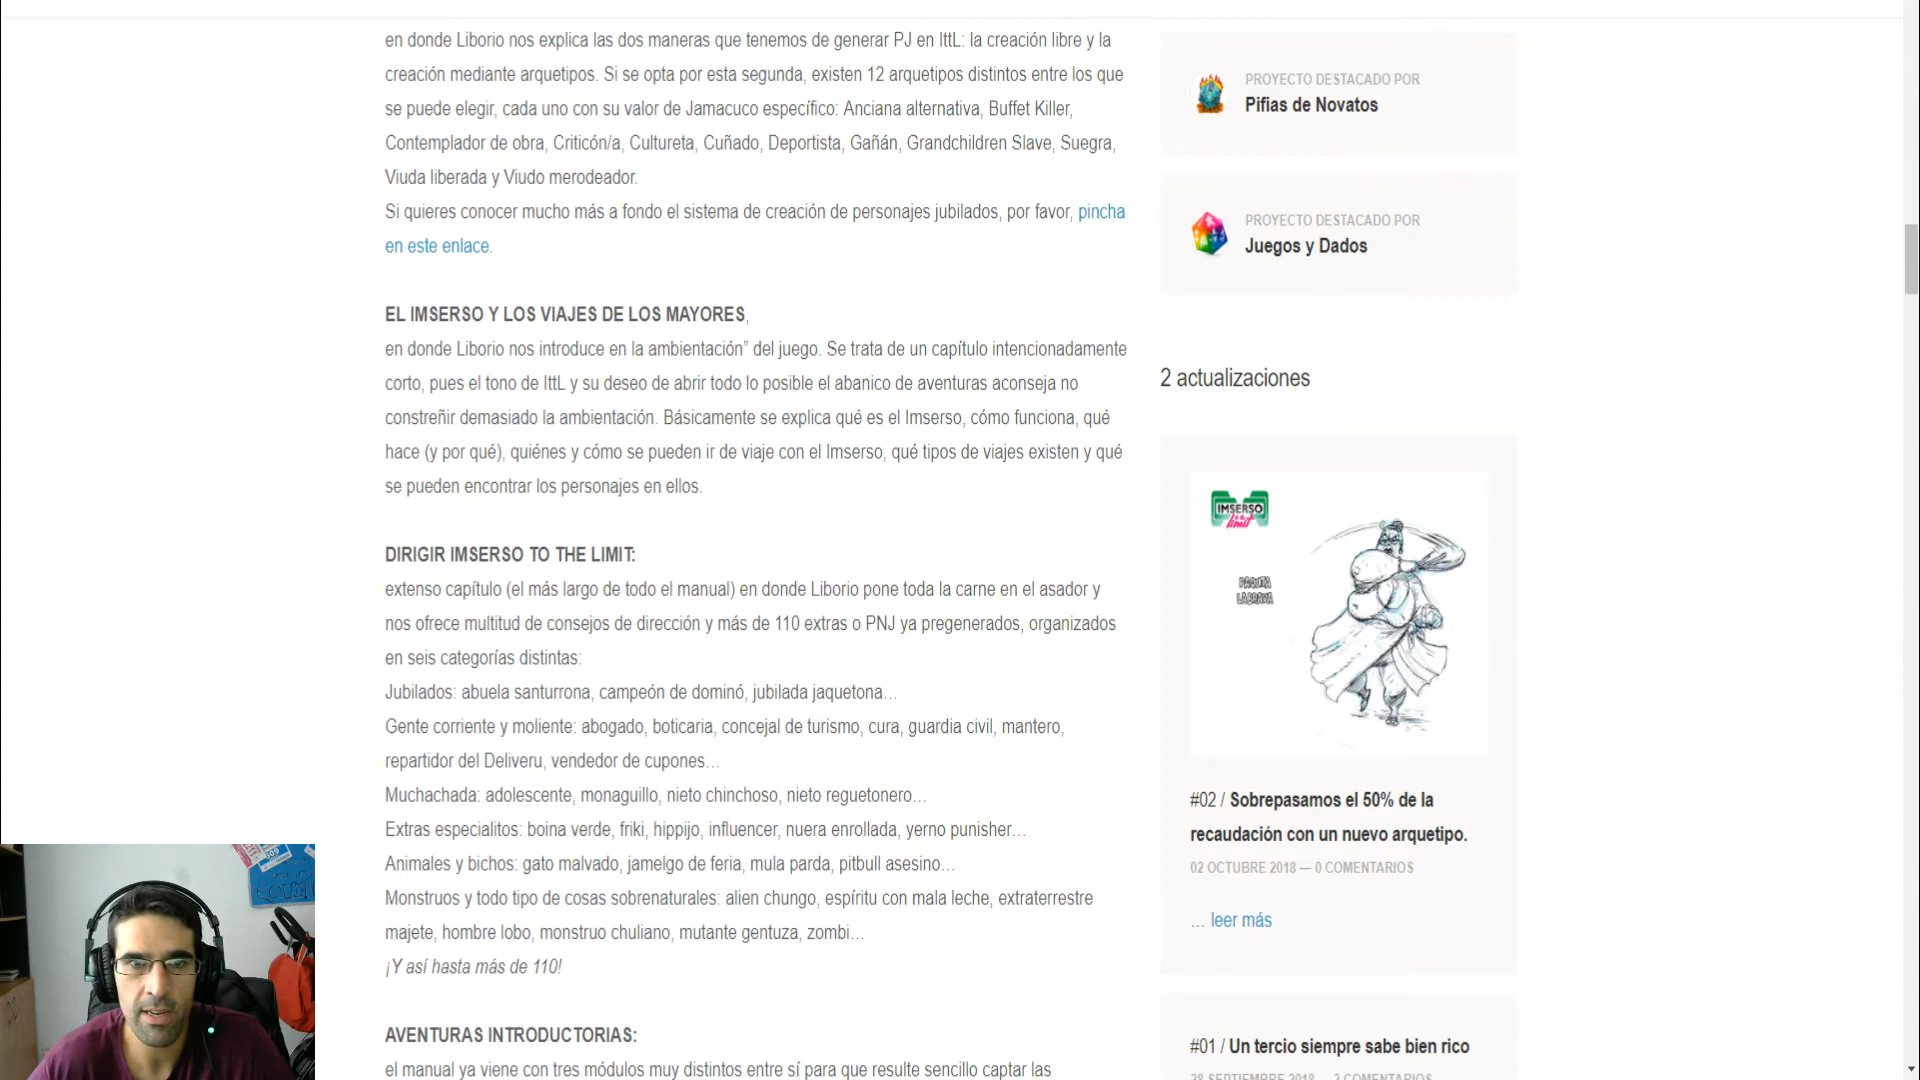 en donde Liborio nos explica las dos maneras que tenemos de generar PJ en IttL: la creación libre y la
creación mediante arquetipos. Si se opta por esta segunda, existen 12 arquetipos distintos entre los que
se puede elegir, cada uno con su valor de Jamacuco específico: Anciana alternativa, Buffet Killer,
Contemplador de obra, Criticón/a, Cultureta, Cuñado, Deportista, Gañán, Grandchildren Slave, Suegra,
Viuda liberada y Viudo merodeador.
Si quieres conocer mucho más a fondo el sistema de creación de personajes jubilados, por favor, pincha
en este enlace.
EL IMSERSO Y LOS VIAJES DE LOS MAYORES,
en donde Liborio nos introduce en la ambientación” del juego. Se trata de un capítulo intencionadamente
corto, pues el tono de IttL y su deseo de abrir todo lo posible el abanico de aventuras aconseja no
constreñir demasiado la ambientación. Básicamente se explica qué es el Imserso, cómo funciona, qué
hace (y por qué), quiénes y cómo se pueden ir de viaje con el Imserso, qué tipos de viajes existen y qué
se pueden encontrar los personajes en ellos.
DIRIGIR IMSERSO TO THE LIMIT:
extenso capítulo (el más largo de todo el manual) en donde Liborio pone toda la carne en el asador y
nos ofrece multitud de consejos de dirección y más de 110 extras o PNJ ya pregenerados, organizados
en seis categorías distintas:
Jubilados: abuela santurrona, campeón de dominó, jubilada jaquetona…
Gente corriente y moliente: abogado, boticaria, concejal de turismo, cura, guardia civil, mantero,
repartidor del Deliveru, vendedor de cupones…
Muchachada: adolescente, monaguillo, nieto chinchoso, nieto reguetonero…
Extras especialitos: boina verde, friki, hippijo, influencer, nuera enrollada, yerno punisher…
Animales y bichos: gato malvado, jamelgo de feria, mula parda, pitbull asesino…
Monstruos y todo tipo de cosas sobrenaturales: alien chungo, espíritu con mala leche, extraterrestre
majete, hombre lobo, monstruo chuliano, mutante gentuza, zombi…
¡Y así hasta más de 110!
AVENTURAS INTRODUCTORIAS:
el manual ya viene con tres módulos muy distintos entre sí para que resulte sencillo captar las
PROYECTO DESTACADO POR
Pifias de Novatos
PROYECTO DESTACADO POR
Juegos y Dados
2 actualizaciones
IMSERSO
limit
PAQUITA
LA BRAVA
#02 / Sobrepasamos el 50% de la
recaudación con un nuevo arquetipo.
02 OCTUBRE 2018 — 0 COMENTARIOS
… leer más
#01 / Un tercio siempre sabe bien rico
28 SEPTIEMBRE 2018 — 2 COMENTARIOS